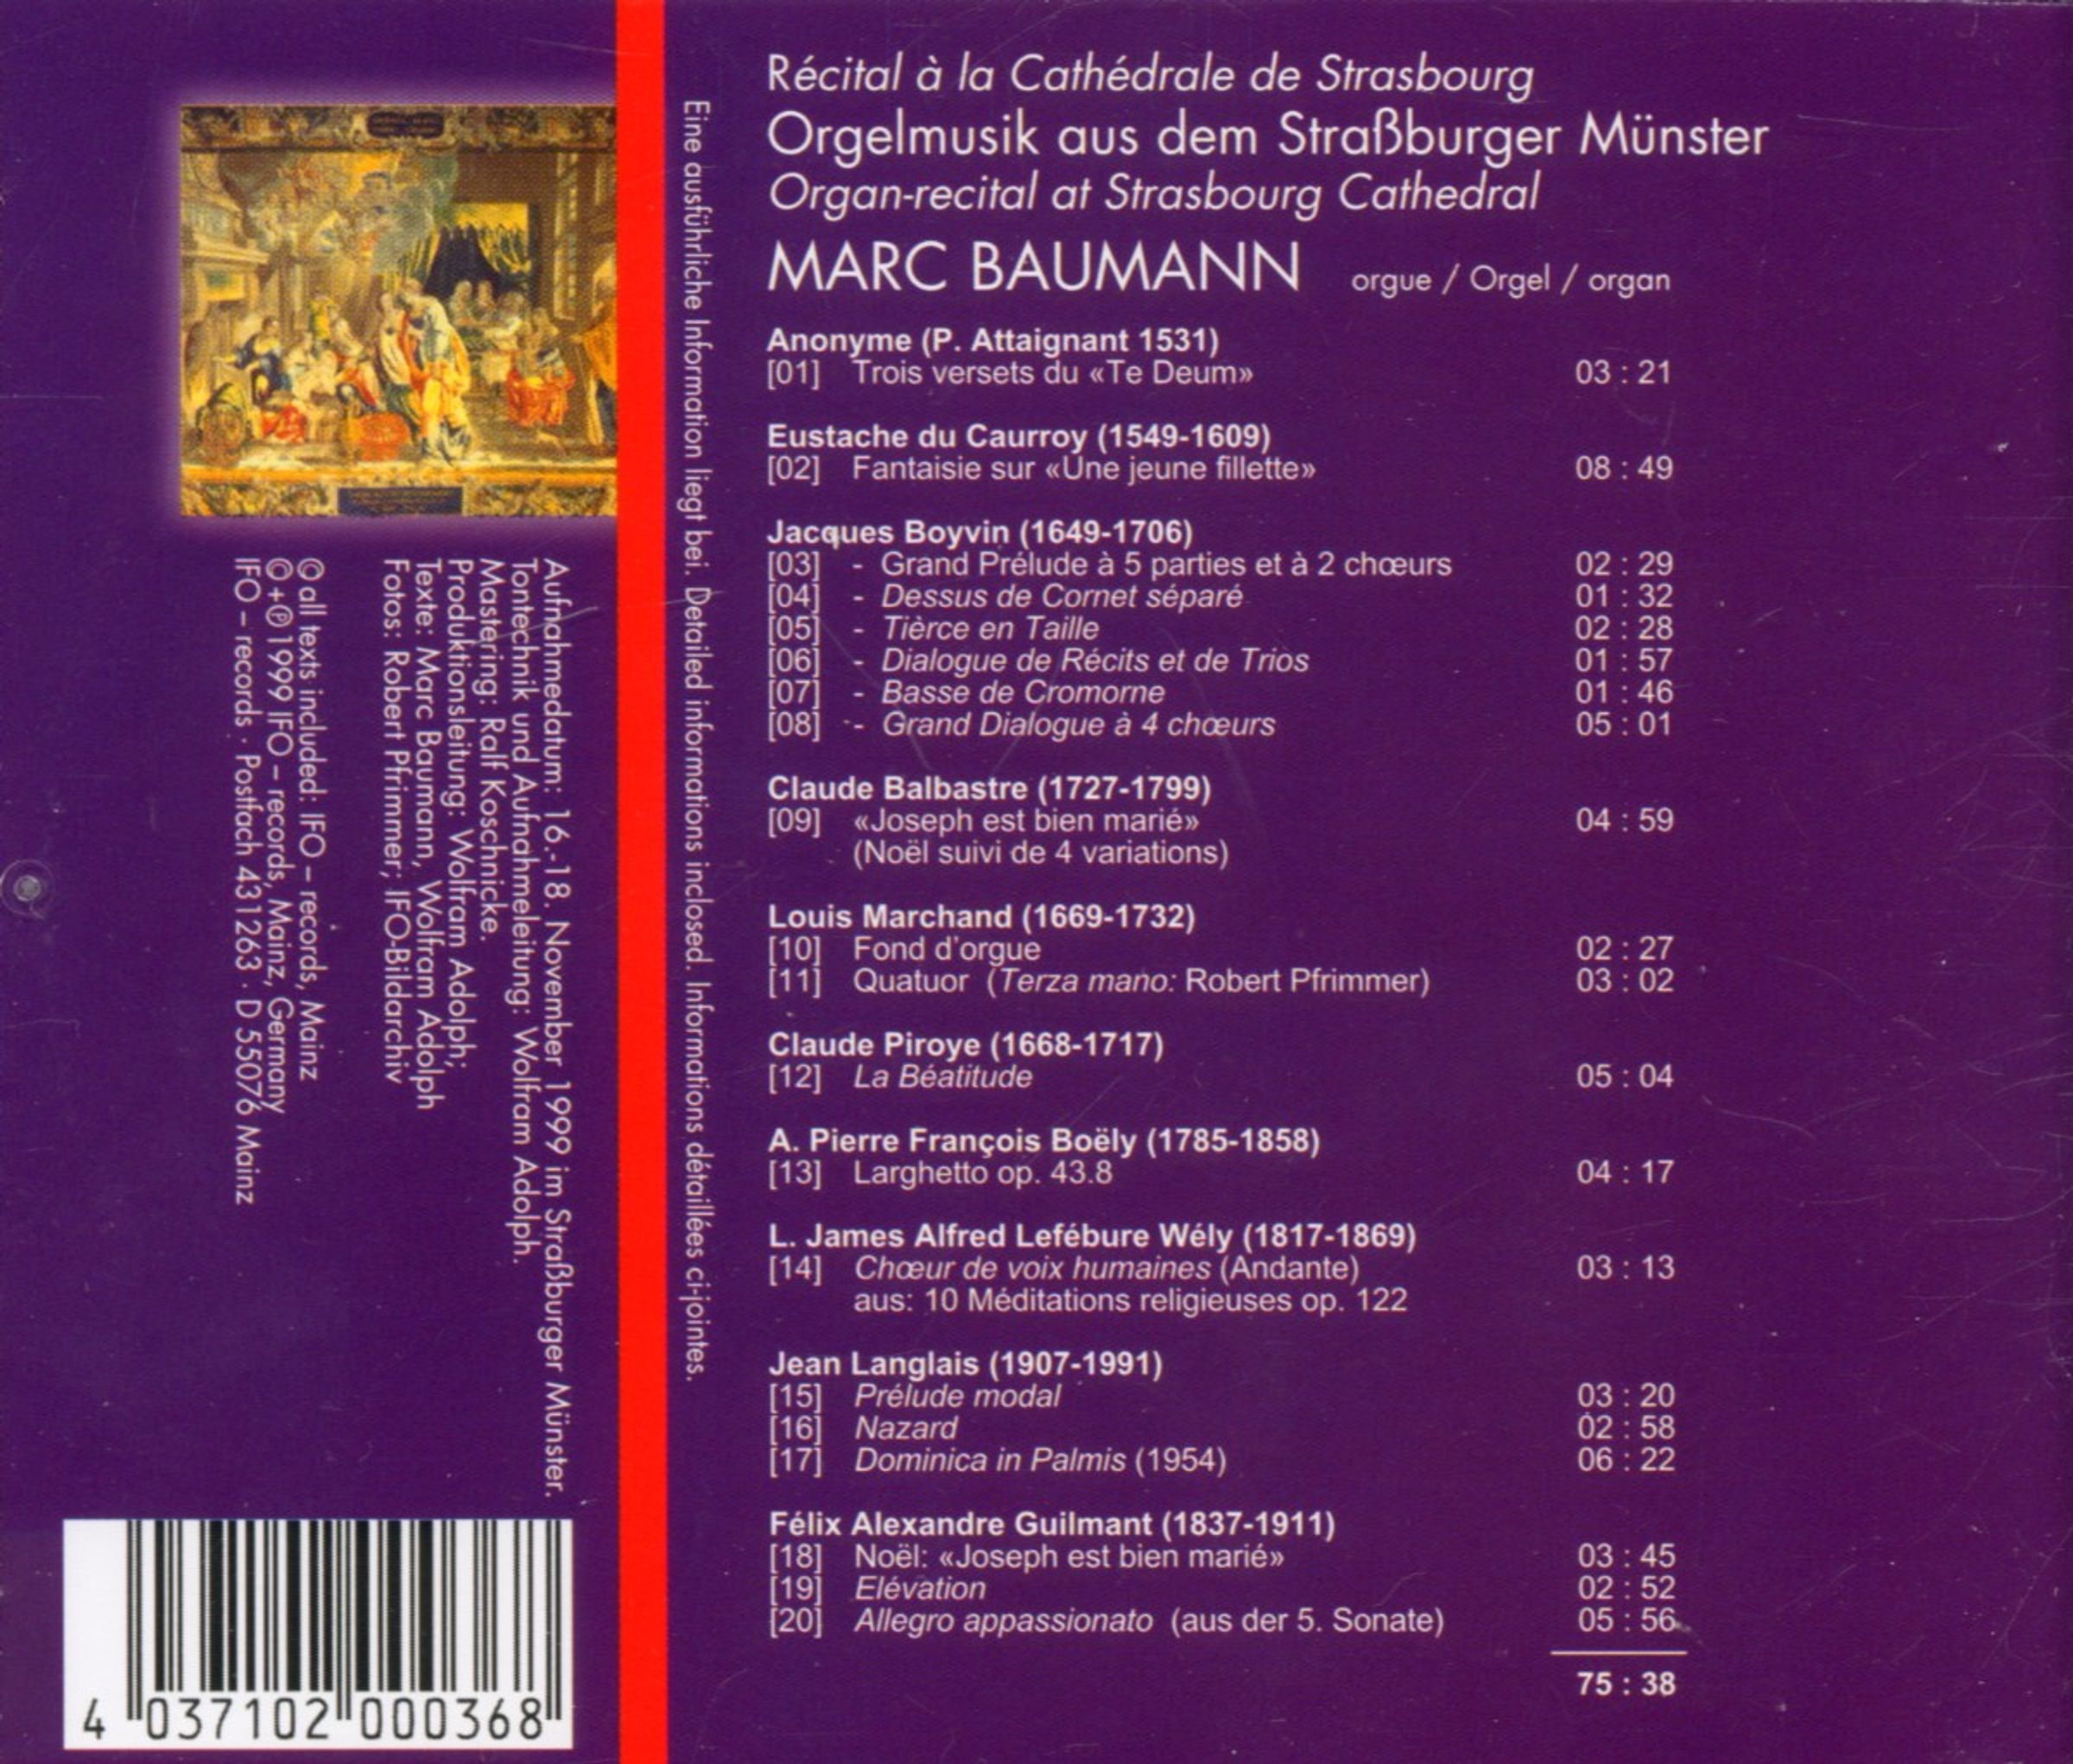 Récital à la Cathédrale de Strasbourg
Orgelmusik aus dem Straßburger Münster
Organ-recital at Strasbourg Cathedral
MARC BAUMANN orgue / Orgel / organ
Anonyme (P. Attaignant 1531)
[01] Trois versets du «Te Deum» 03 : 21
Eustache du Caurroy (1549-1609)
[02] Fantaisie sur «Une jeune fillette» 08 : 49
Jacques Boyvin (1649-1706)
[03] - Grand Prélude à 5 parties et à 2 chœurs 02 : 29
[04] - Dessus de Cornet séparé 01 : 32
[05] - Tièrce en Taille 02 : 28
[06] - Dialogue de Récits et de Trios 01 : 57
[07] - Basse de Cromorne 01 : 46
[08] - Grand Dialogue à 4 chœurs 05 : 01
Claude Balbastre (1727-1799)
[09] «Joseph est bien marié» 04 : 59
(Noël suivi de 4 variations)
Louis Marchand (1669-1732)
[10] Fond d'orgue 02 : 27
[11] Quatuor (Terza mano: Robert Pfrimmer) 03 : 02
Claude Piroye (1668-1717)
[12] La Béatitude 05 : 04
A. Pierre François Boëly (1785-1858)
[13] Larghetto op. 43.8 04 : 17
L. James Alfred Lefébure Wély (1817-1869)
[14] Chœur de voix humaines (Andante) 03 : 13
aus: 10 Méditations religieuses op. 122
Jean Langlais (1907-1991)
[15] Prélude modal 03 : 20
[16] Nazard 02 : 58
[17] Dominica in Palmis (1954) 06 : 22
Félix Alexandre Guilmant (1837-1911)
[18] Noël: «Joseph est bien marié» 03 : 45
[19] Elévation 02 : 52
[20] Allegro appassionato (aus der 5. Sonate) 05 : 56
75 : 38
Eine ausführliche Information liegt bei. Detailed informations inclosed. Informations détaillées ci-jointes.
Aufnahmedatum: 16.-18. November 1999 im Straßburger Münster.
Tontechnik und Aufnahmeleitung: Wolfram Adolph.
Mastering: Ralf Koschnicke.
Produktionsleitung: Wolfram Adolph;
Texte: Marc Baumann, Wolfram Adolph
Fotos: Robert Pfrimmer; IFO-Bildarchiv
© all texts included: IFO – records, Mainz
©+℗ 1999 IFO – records, Mainz, Germany
IFO – records · Postfach 431263 · D 55076 Mainz
4 037102 000368